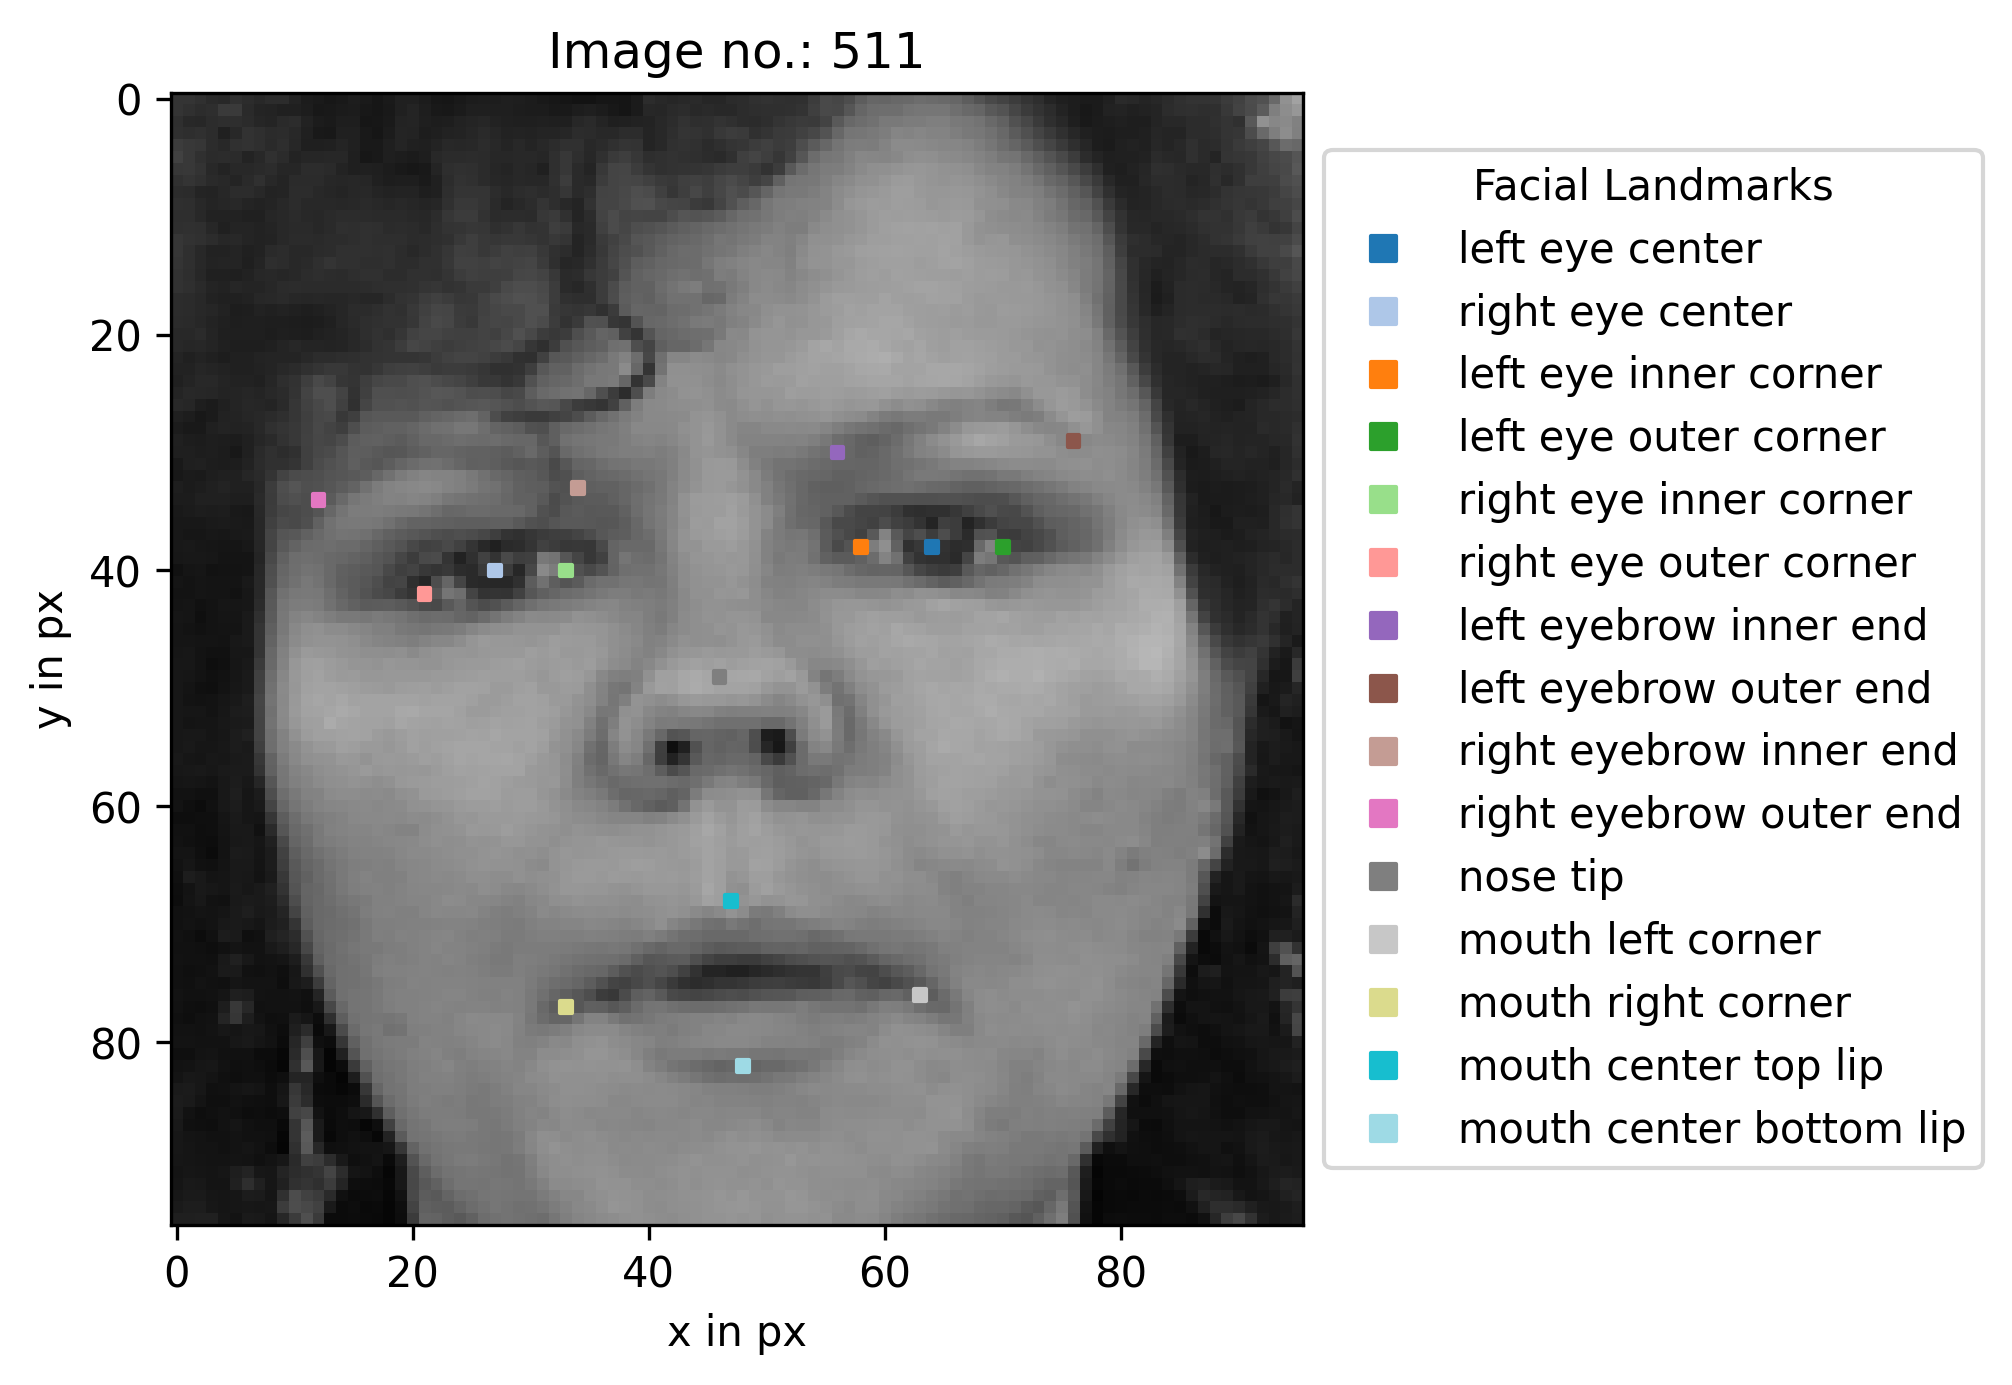 Image no.: 511
0
20
40
60
80
y in px
0 20 40 60 80
x in px
Facial Landmarks
left eye center
right eye center
left eye inner corner
left eye outer corner
right eye inner corner
right eye outer corner
left eyebrow inner end
left eyebrow outer end
right eyebrow inner end
right eyebrow outer end
nose tip
mouth left corner
mouth right corner
mouth center top lip
mouth center bottom lip